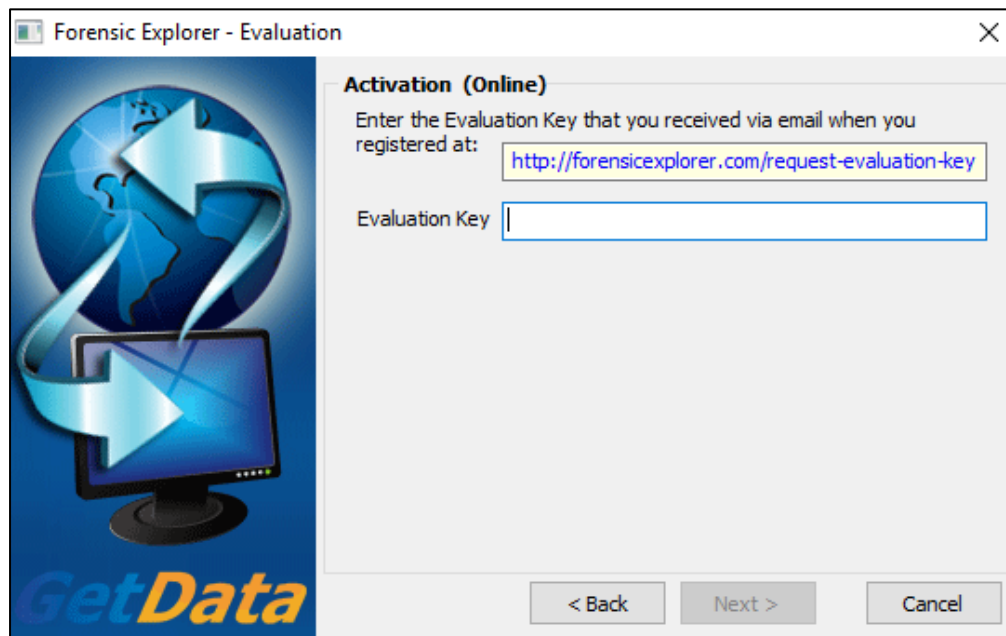 Forensic Explorer - Evaluation
Activation (Online)
Enter the Evaluation Key that you received via email when you
registered at:
http://forensicexplorer.com/request-evaluation-key
Evaluation Key
GetData
< Back
Next >
Cancel